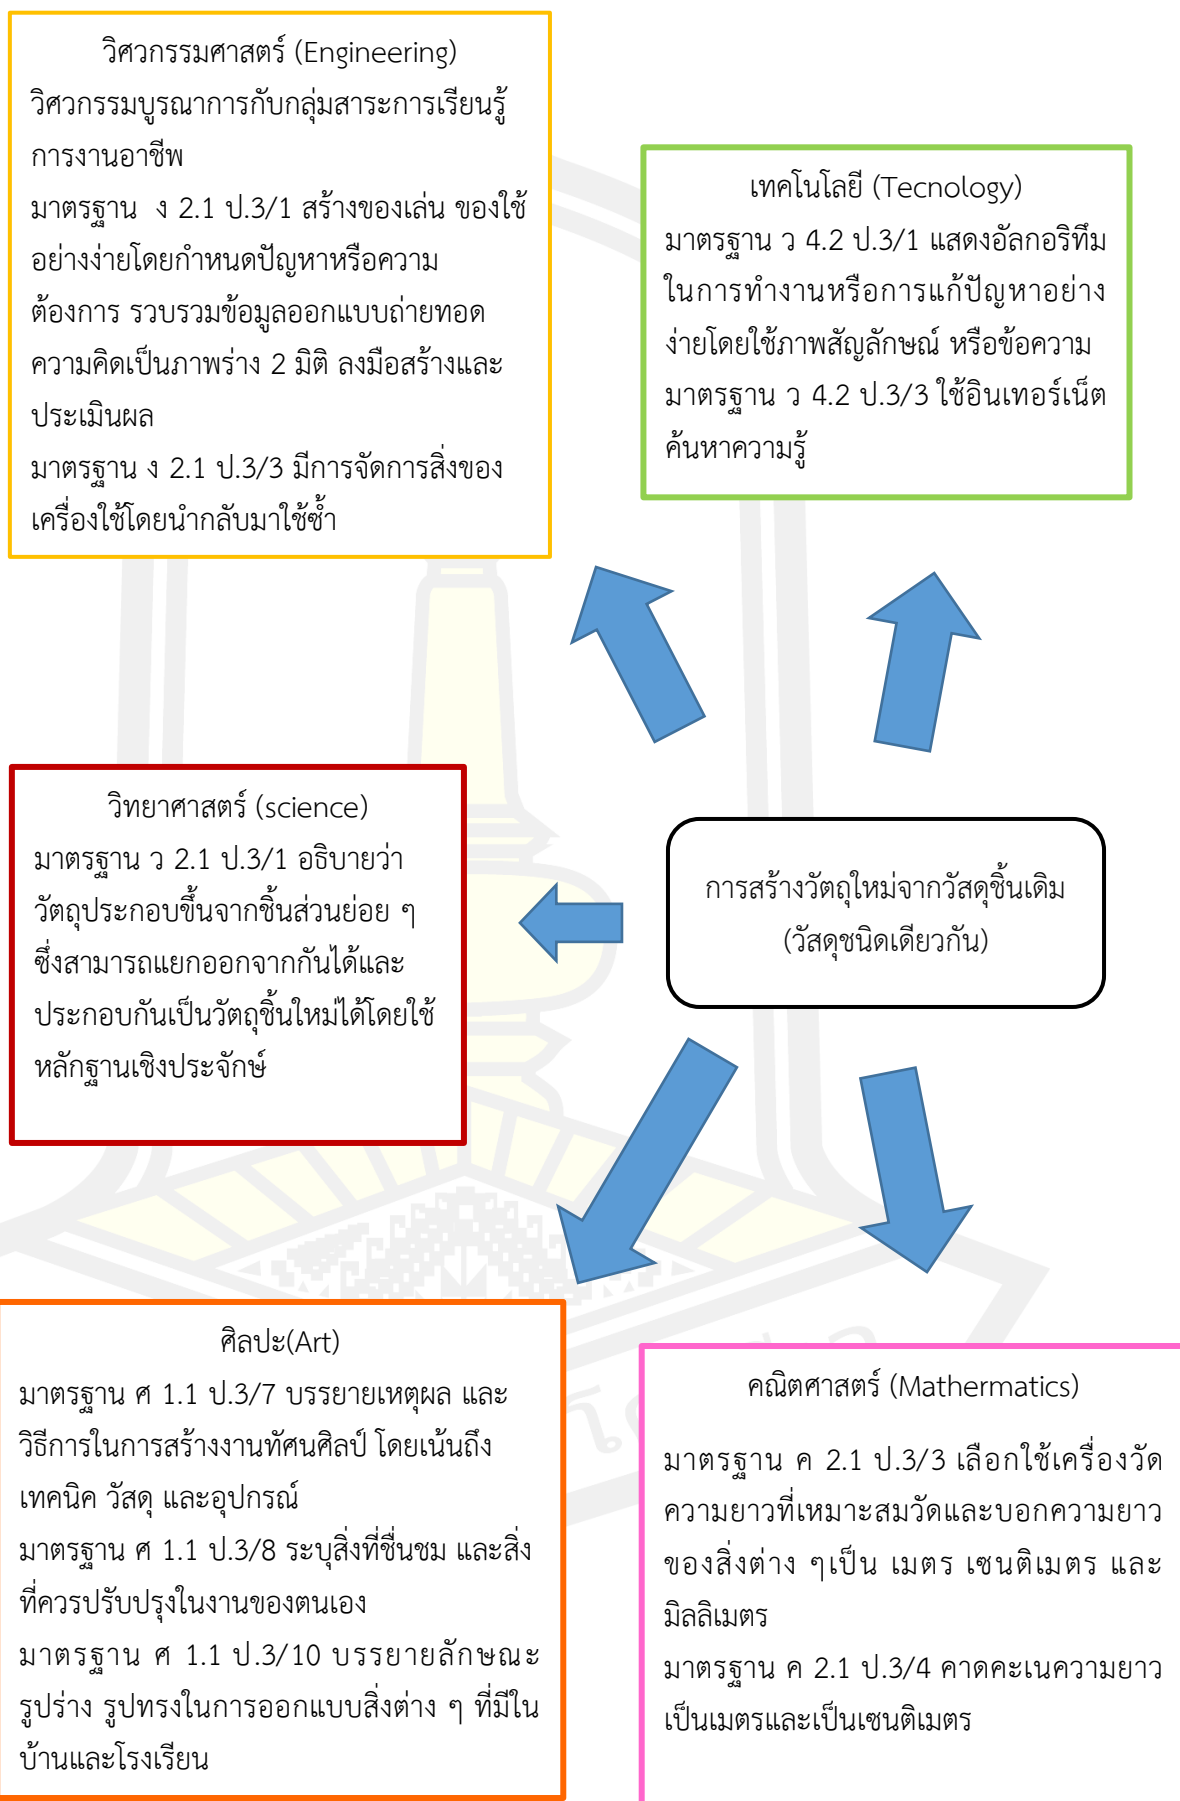 วิศวกรรมศาสตร์ (Engineering)
วิศวกรรมบูรณาการกับกลุ่มสาระการเรียนรู้
การงานอาชีพ
มาตรฐาน ง 2.1 ป.3/1 สร้างของเล่น ของใช้
อย่างง่ายโดยกำหนดปัญหาหรือความ
ต้องการ รวบรวมข้อมูลออกแบบถ่ายทอด
ความคิดเป็นภาพร่าง 2 มิติ ลงมือสร้างและ
ประเมินผล
มาตรฐาน ง 2.1 ป.3/3 มีการจัดการสิ่งของ
เครื่องใช้โดยนำกลับมาใช้ซ้ำ
เทคโนโลยี (Tecnology)
มาตรฐาน ว 4.2 ป.3/1 แสดงอัลกอริทึม
ในการทำงานหรือการแก้ปัญหาอย่าง
ง่ายโดยใช้ภาพสัญลักษณ์ หรือข้อความ
มาตรฐาน ว 4.2 ป.3/3 ใช้อินเทอร์เน็ต
ค้นหาความรู้
วิทยาศาสตร์ (science)
มาตรฐาน ว 2.1 ป.3/1 อธิบายว่า
วัตถุประกอบขึ้นจากชิ้นส่วนย่อย ๆ
ซึ่งสามารถแยกออกจากกันได้และ
ประกอบกันเป็นวัตถุชิ้นใหม่ได้โดยใช้
หลักฐานเชิงประจักษ์
การสร้างวัตถุใหม่จากวัสดุชิ้นเดิม
(วัสดุชนิดเดียวกัน)
ศิลปะ(Art)
มาตรฐาน ศ 1.1 ป.3/7 บรรยายเหตุผล และ
วิธีการในการสร้างงานทัศนศิลป์ โดยเน้นถึง
เทคนิค วัสดุ และอุปกรณ์
มาตรฐาน ศ 1.1 ป.3/8 ระบุสิ่งที่ชื่นชม และสิ่ง
ที่ควรปรับปรุงในงานของตนเอง
มาตรฐาน ศ 1.1 ป.3/10 บรรยายลักษณะ
รูปร่าง รูปทรงในการออกแบบสิ่งต่าง ๆ ที่มีใน
บ้านและโรงเรียน
คณิตศาสตร์ (Mathermatics)
มาตรฐาน ค 2.1 ป.3/3 เลือกใช้เครื่องวัด
ความยาวที่เหมาะสมวัดและบอกความยาว
ของสิ่งต่าง ๆเป็น เมตร เซนติเมตร และ
มิลลิเมตร
มาตรฐาน ค 2.1 ป.3/4 คาดคะเนความยาว
เป็นเมตรและเป็นเซนติเมตร